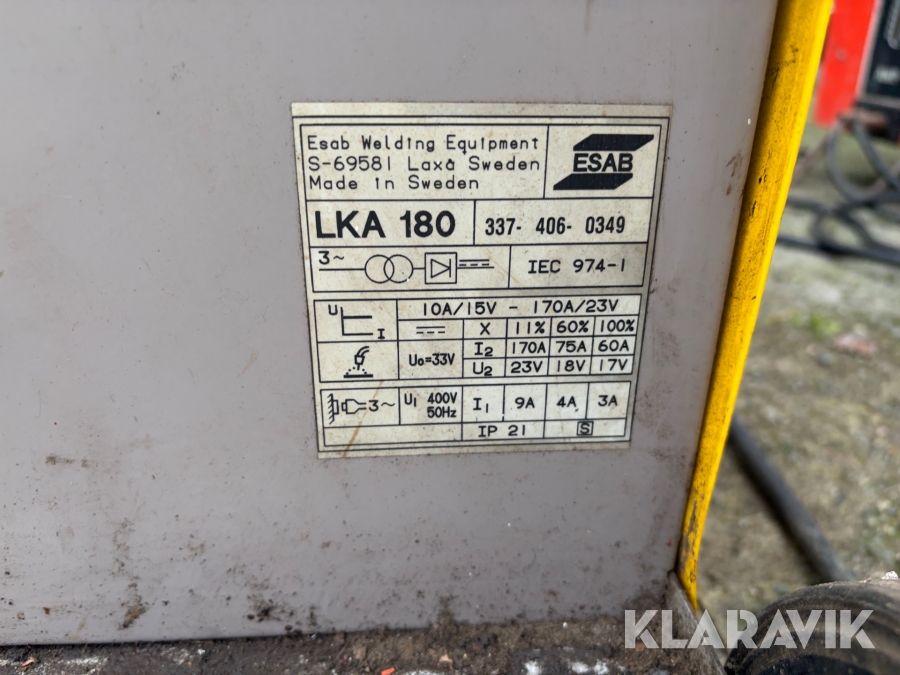 Esab Welding Equipment
S-69581 Laxå Sweden
Made in Sweden
ESAB
LKA 180 337- 406- 0349
3~ IEC 974-1
U I 10A/15V - 170A/23V
X 11% 60% 100%
U₀=33V I₂ 170A 75A 60A
U₂ 23V 18V 17V
3~ U₁ 400V 50Hz I₁ 9A 4A 3A
IP 21 S
KLARAVIK